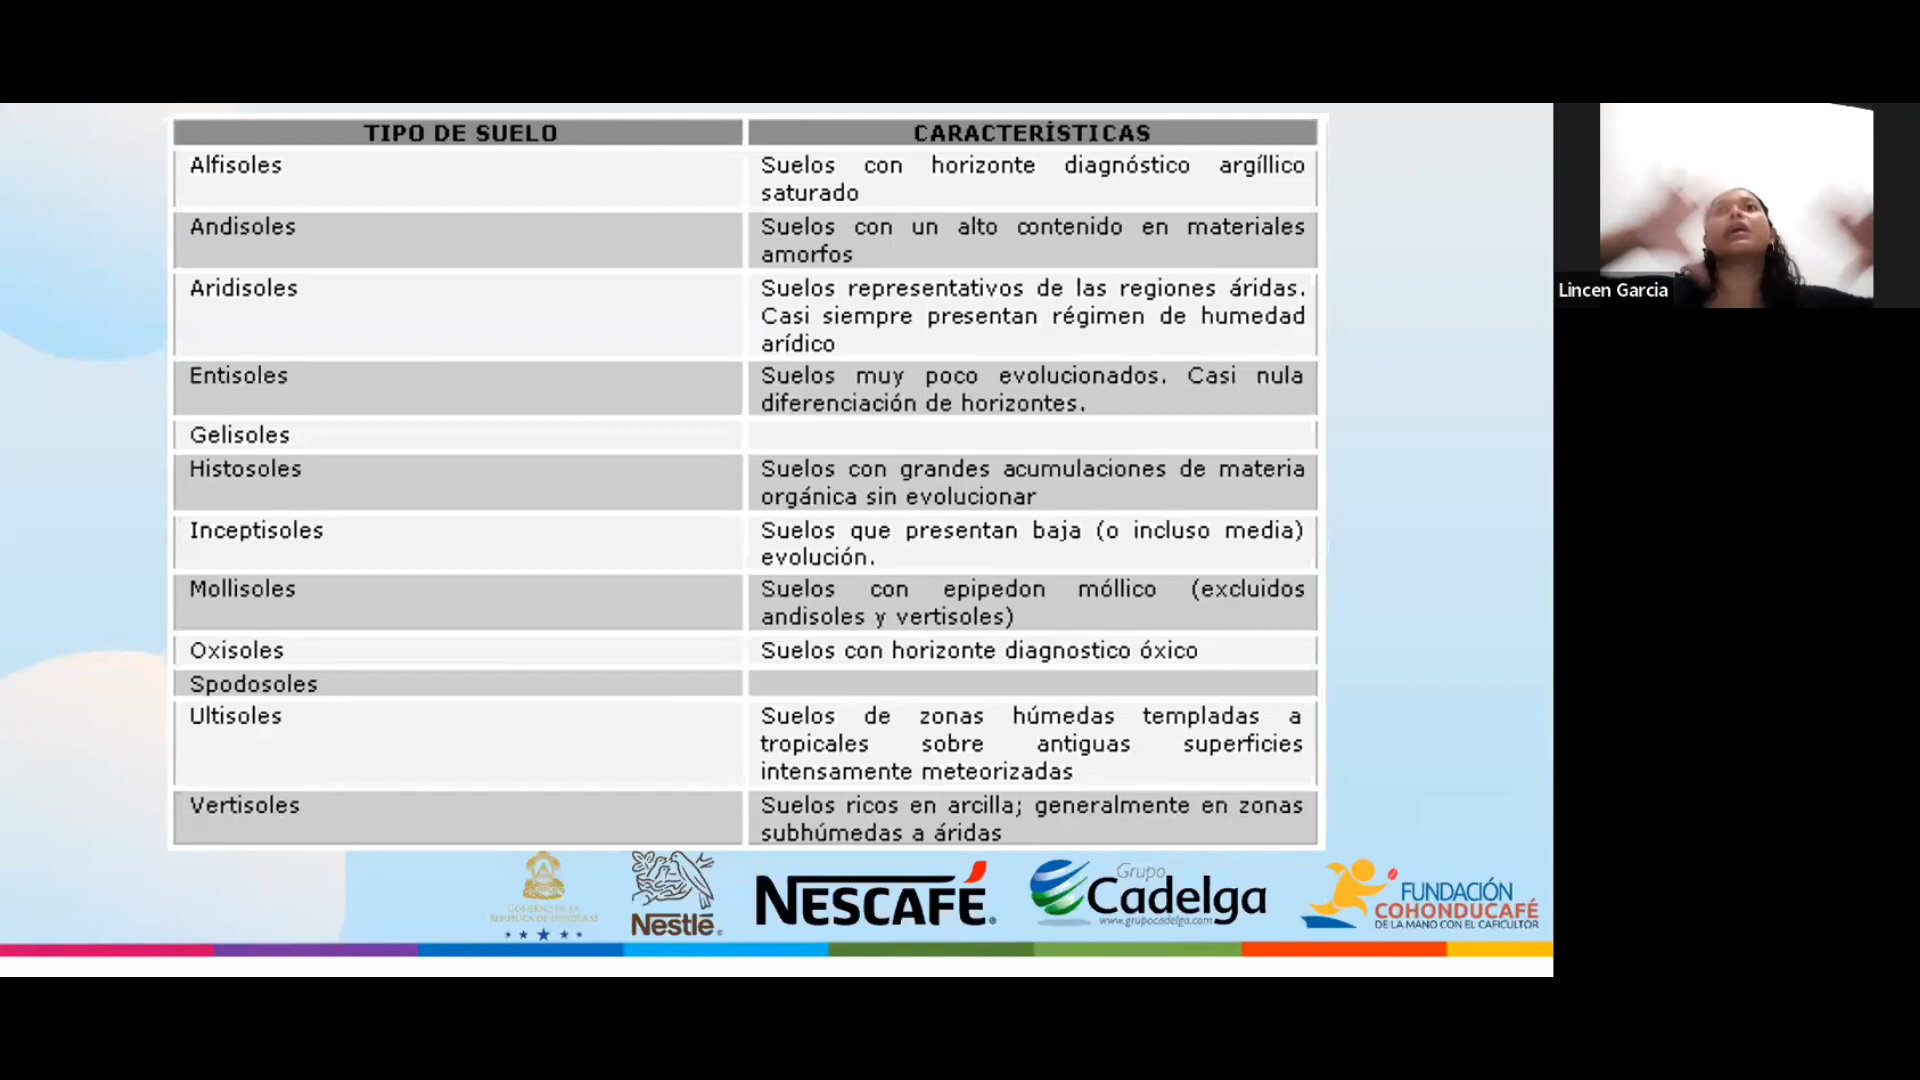 TIPO DE SUELO
CARACTERÍSTICAS
Alfisoles
Suelos con horizonte diagnóstico argíllico
saturado
Andisoles
Suelos con un alto contenido en materiales
amorfos
Aridisoles
Suelos representativos de las regiones áridas.
Casi siempre presentan régimen de humedad
arídico
Entisoles
Suelos muy poco evolucionados. Casi nula
diferenciación de horizontes.
Gelisoles
Histosoles
Suelos con grandes acumulaciones de materia
orgánica sin evolucionar
Inceptisoles
Suelos que presentan baja (o incluso media)
evolución.
Mollisoles
Suelos con epipedon móllico (excluidos
andisoles y vertisoles)
Oxisoles
Suelos con horizonte diagnostico óxico
Spodosoles
Ultisoles
Suelos de zonas húmedas templadas a
tropicales sobre antiguas superficies
intensamente meteorizadas
Vertisoles
Suelos ricos en arcilla; generalmente en zonas
subhúmedas a áridas
Lincen Garcia
GOBIERNO DE LA
REPÚBLICA DE HONDURAS
Nestlé
NESCAFÉ
Grupo
Cadelga
www.grupocadelga.com
FUNDACIÓN
COHONDUCAFÉ
DE LA MANO CON EL CAFICULTOR